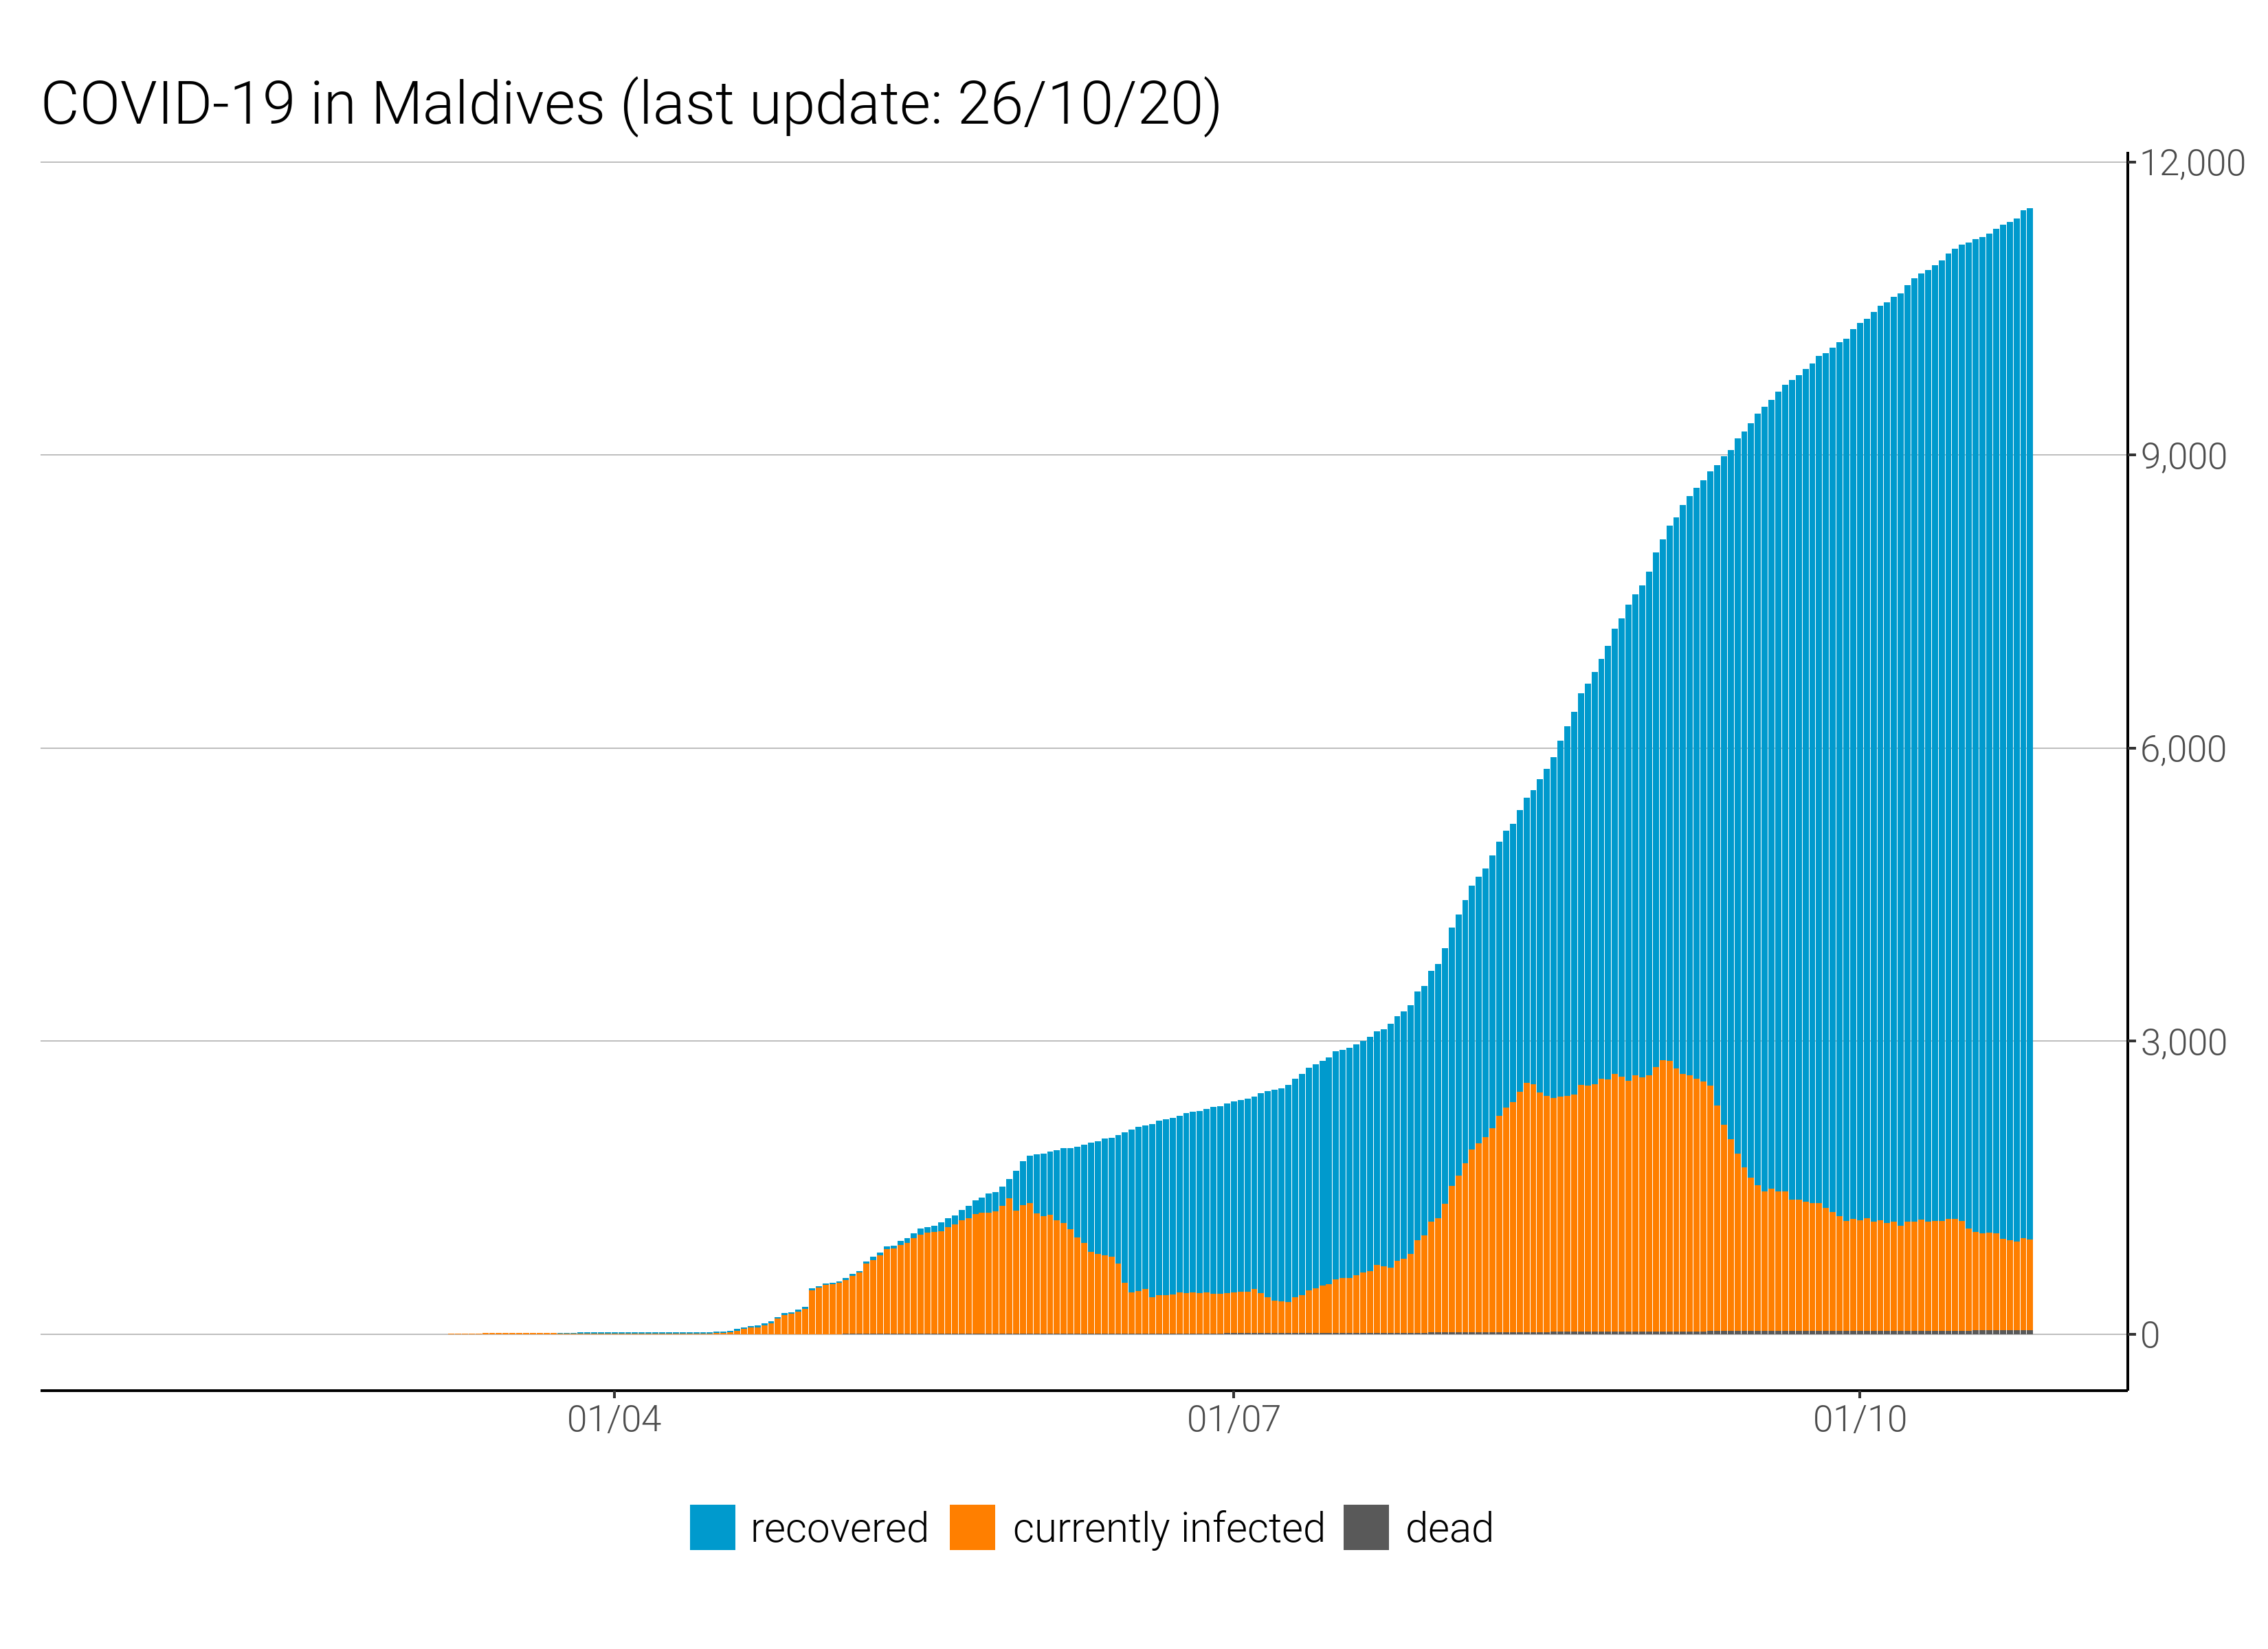 COVID-19 in Maldives (last update: 26/10/20)
12,000
9,000
6,000
3,000
0
01/04 01/07 01/10
recovered currently infected dead